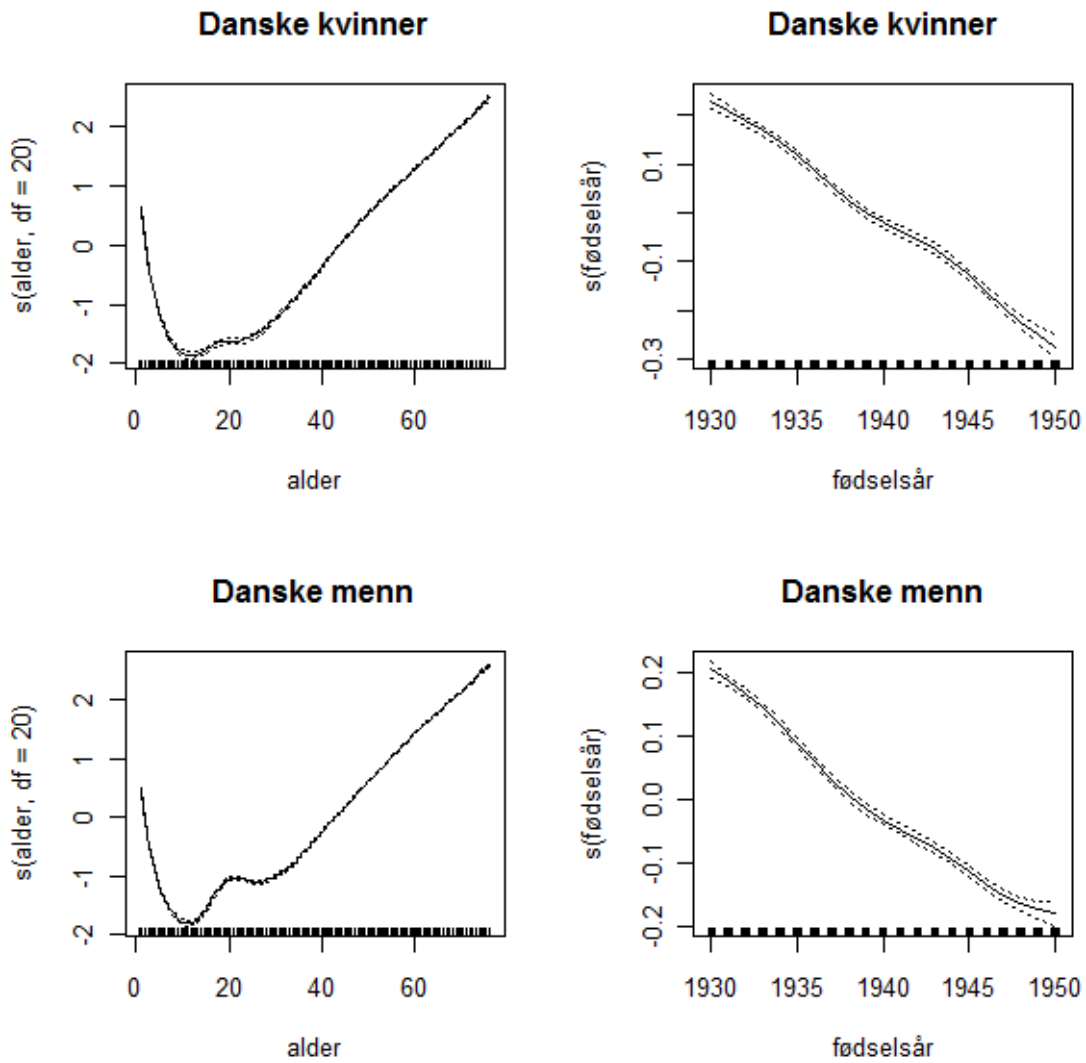 Danske kvinner
s(alder, df = 20)
2
1
0
-1
-2
0 20 40 60
alder
Danske kvinner
s(fødselsår)
0.1
-0.1
-0.3
1930 1935 1940 1945 1950
fødselsår
Danske menn
s(alder, df = 20)
2
1
0
-1
-2
0 20 40 60
alder
Danske menn
s(fødselsår)
0.2
0.1
0.0
-0.1
-0.2
1930 1935 1940 1945 1950
fødselsår